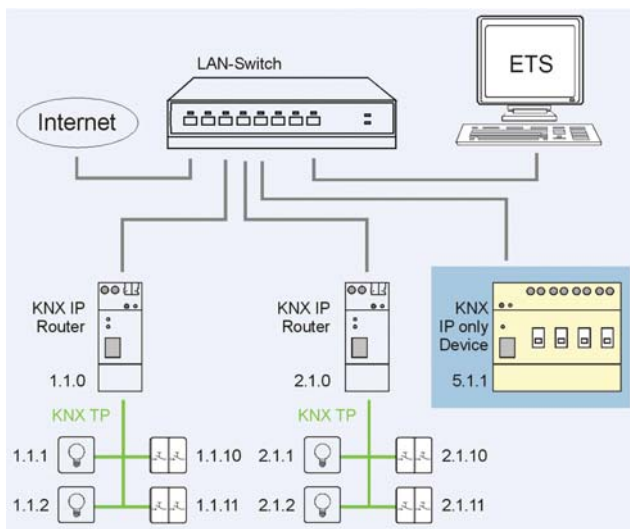 LAN-Switch
ETS
Internet
KNX IP
Router
1.1.0
KNX IP
Router
2.1.0
KNX
IP only
Device
5.1.1
KNX TP
KNX TP
1.1.1
1.1.10
2.1.1
2.1.10
1.1.2
1.1.11
2.1.2
2.1.11